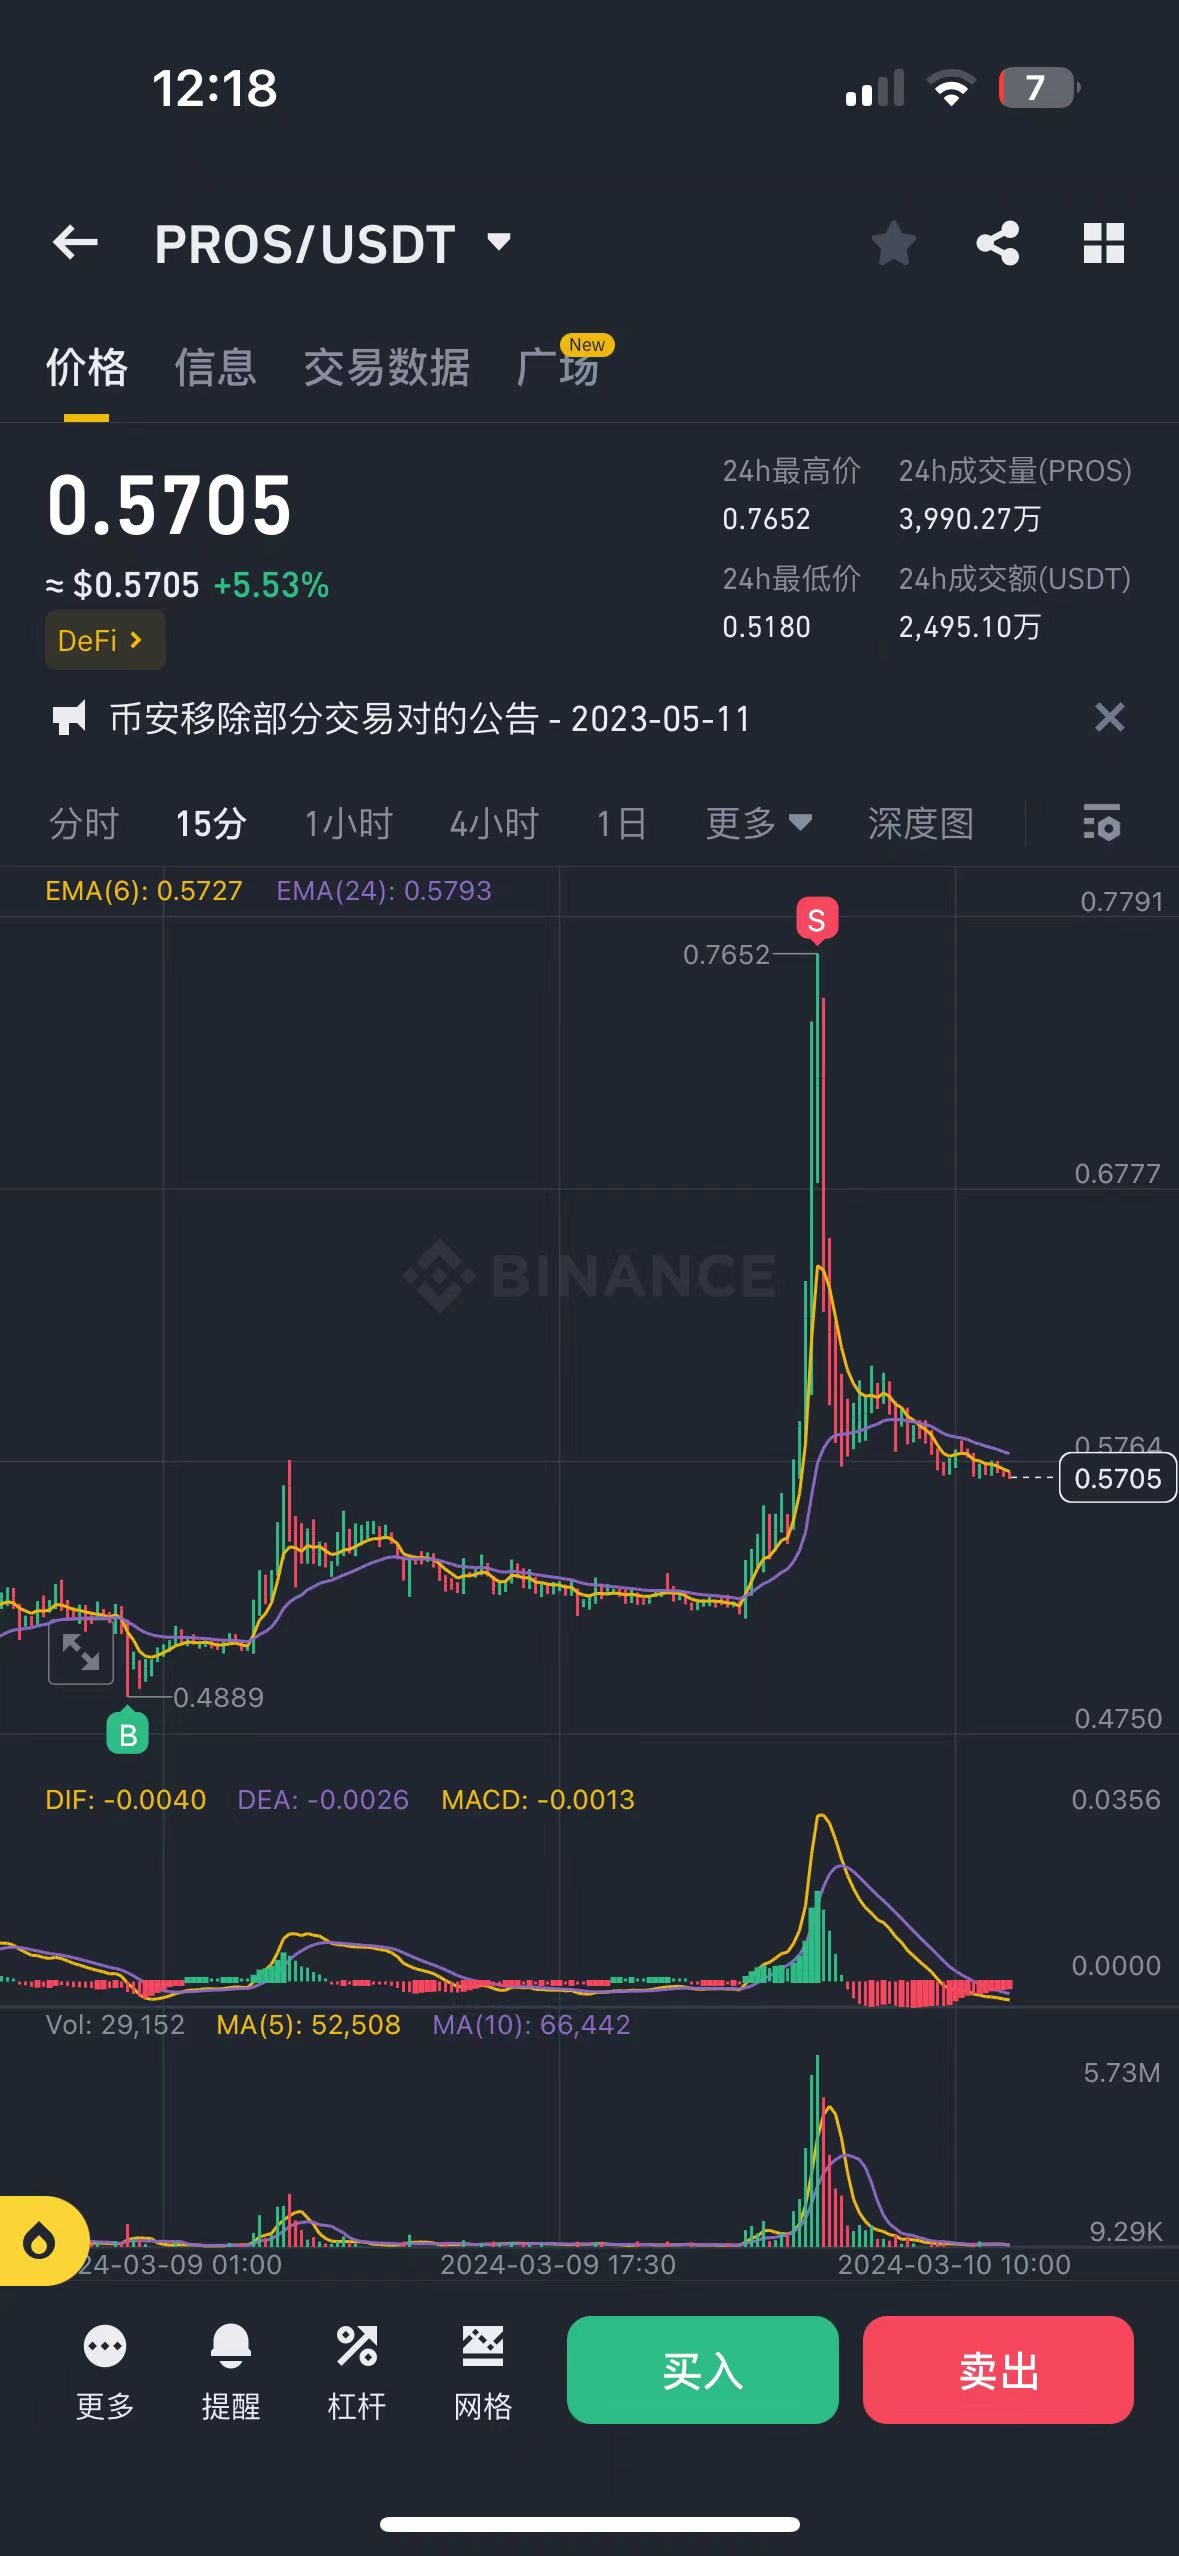 12:18
7
PROS/USDT
价格 信息 交易数据 广场 New
0.5705
≈ $0.5705 +5.53%
DeFi
24h最高价 24h成交量(PROS)
0.7652 3,990.27万
24h最低价 24h成交额(USDT)
0.5180 2,495.10万
币安移除部分交易对的公告 - 2023-05-11
分时 15分 1小时 4小时 1日 更多 深度图
EMA(6): 0.5727 EMA(24): 0.5793
0.7791
S
0.7652
0.6777
BINANCE
0.5764
0.5705
0.4889
B
0.4750
DIF: -0.0040 DEA: -0.0026 MACD: -0.0013
0.0356
0.0000
Vol: 29,152 MA(5): 52,508 MA(10): 66,442
5.73M
9.29K
24-03-09 01:00 2024-03-09 17:30 2024-03-10 10:00
更多 提醒 杠杆 网格 买入 卖出